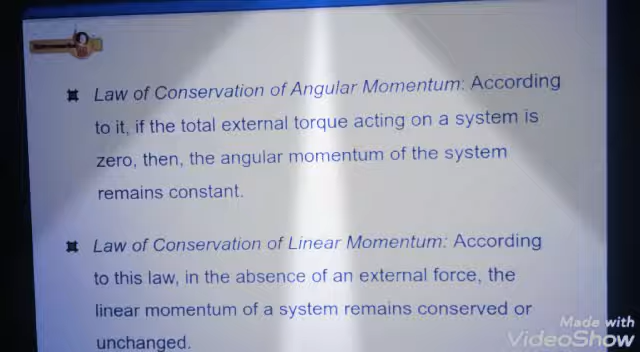 Law of Conservation of Angular Momentum: According
to it, if the total external torque acting on a system is
zero, then, the angular momentum of the system
remains constant.
Law of Conservation of Linear Momentum: According
to this law, in the absence of an external force, the
linear momentum of a system remains conserved or
unchanged.
Made with
VideoShow